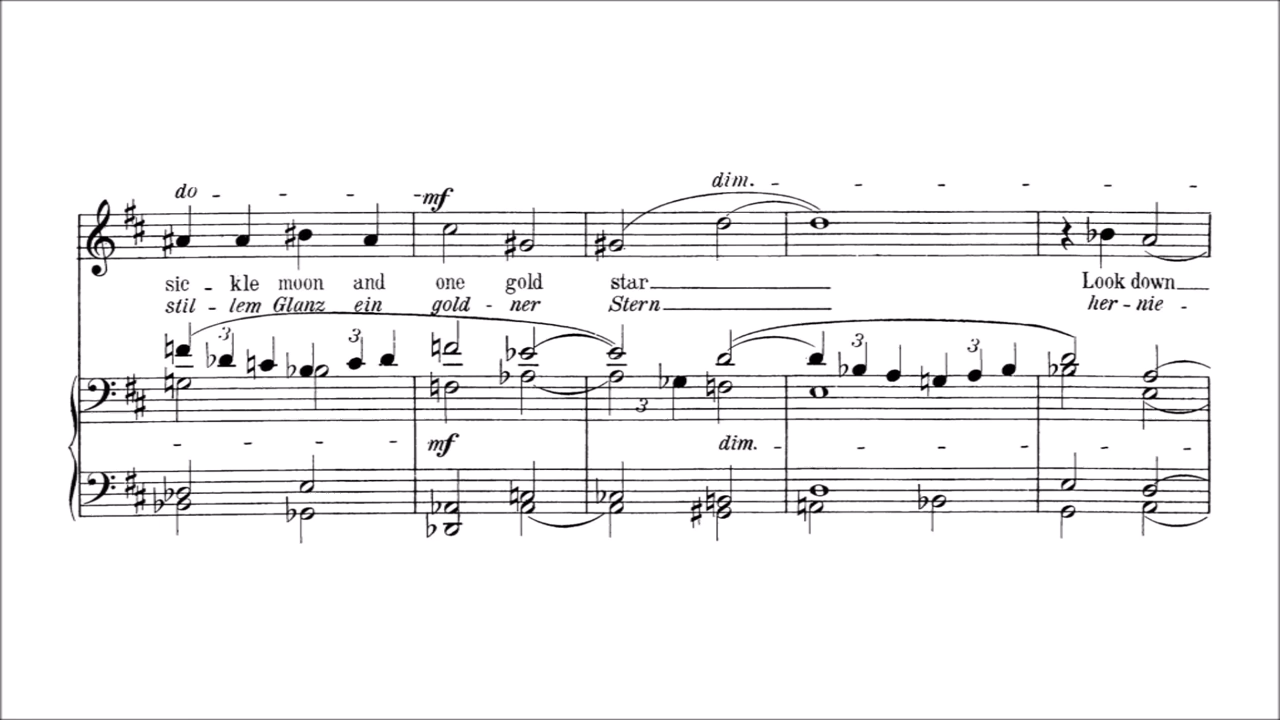 do - - - mf dim. - - - - - -
sic - kle moon and one gold star Look down
stil - lem Glanz ein gold - ner Stern her - nie -
3 3 3 3
3
- - - - mf dim. - - - - - -